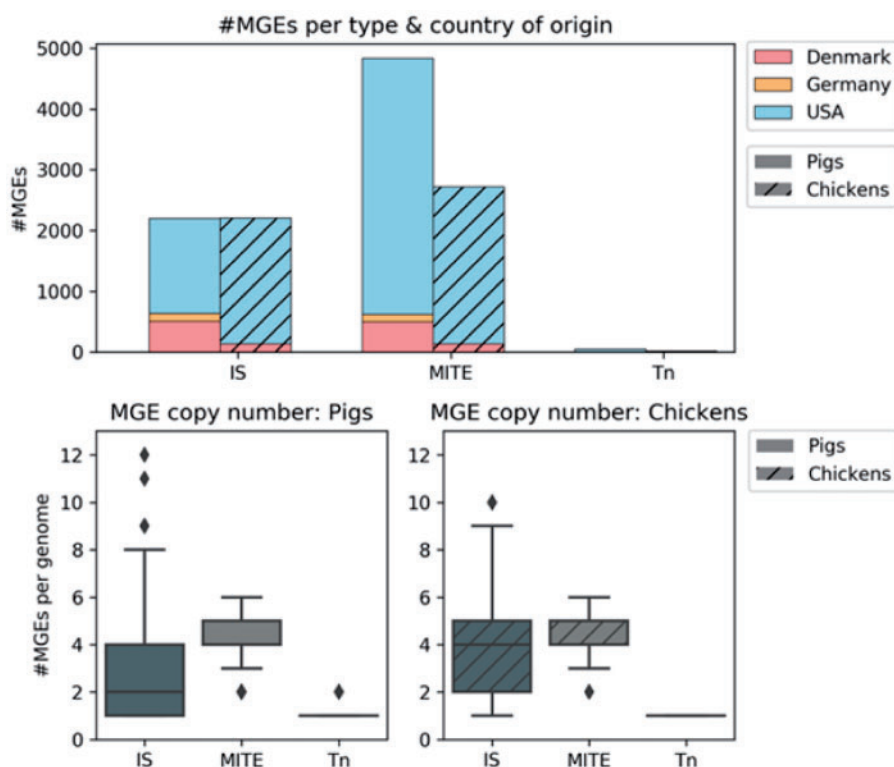 #MGEs per type & country of origin
5000
4000
3000
2000
1000
0
#MGEs
IS MITE Tn
Denmark
Germany
USA
Pigs
Chickens
MGE copy number: Pigs
12
10
8
6
4
2
0
#MGEs per genome
IS MITE Tn
MGE copy number: Chickens
12
10
8
6
4
2
0
IS MITE Tn
Pigs
Chickens